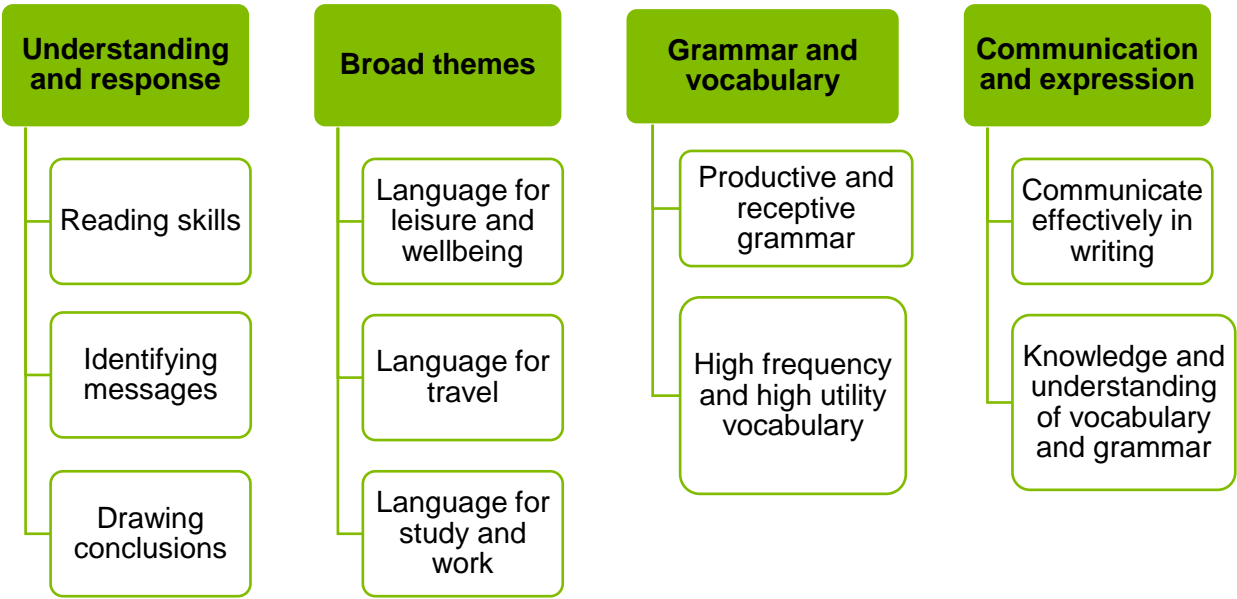 Understanding
and response
Reading skills
Identifying
messages
Drawing
conclusions
Broad themes
Language for
leisure and
wellbeing
Language for
travel
Language for
study and
work
Grammar and
vocabulary
Productive and
receptive
grammar
High frequency
and high utility
vocabulary
Communication
and expression
Communicate
effectively in
writing
Knowledge and
understanding
of vocabulary
and grammar